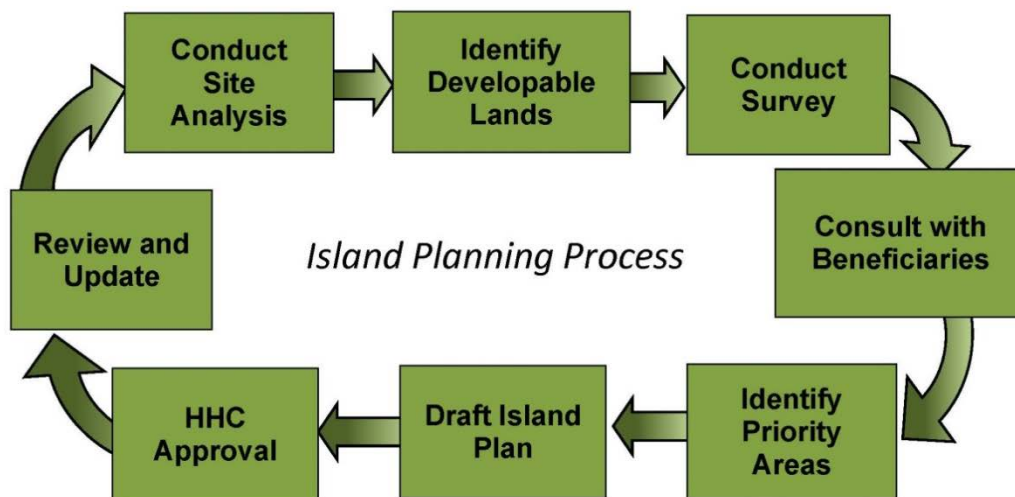 Conduct
Site
Analysis
Identify
Developable
Lands
Conduct
Survey
Consult with
Beneficiaries
Identify
Priority
Areas
Draft Island
Plan
HHC
Approval
Review and
Update
Island Planning Process